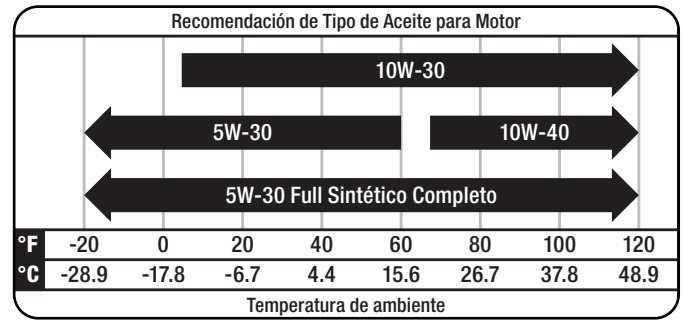 Recomendación de Tipo de Aceite para Motor
10W-30
5W-30 10W-40
5W-30 Full Sintético Completo
°F -20 0 20 40 60 80 100 120
°C -28.9 -17.8 -6.7 4.4 15.6 26.7 37.8 48.9
Temperatura de ambiente